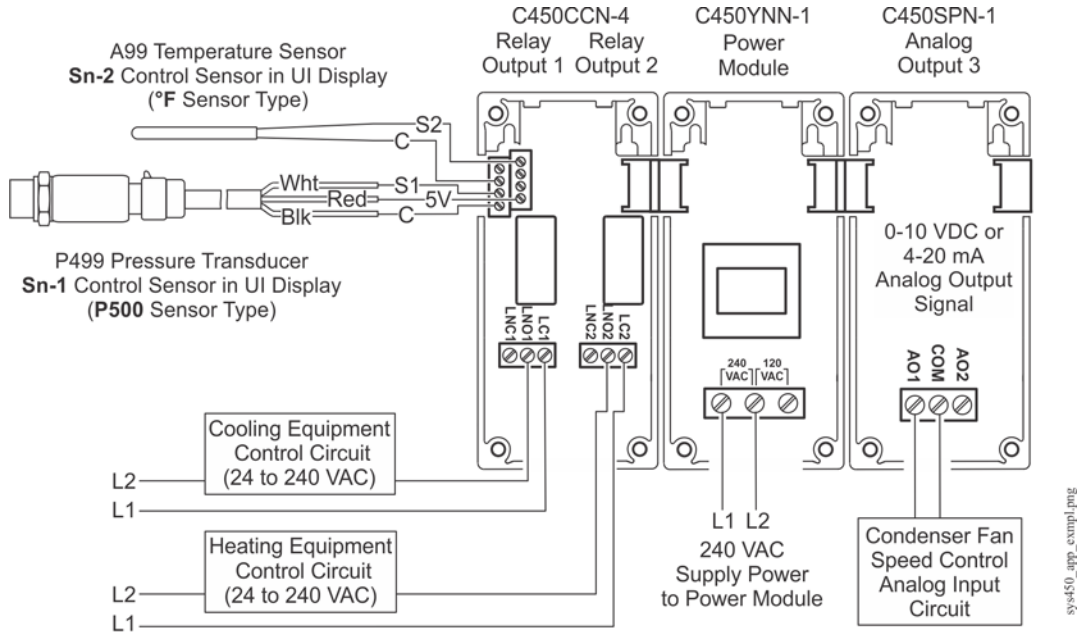 C450CCN-4
Relay Output 1
Relay Output 2
C450YNN-1
Power
Module
C450SPN-1
Analog
Output 3
A99 Temperature Sensor
Sn-2 Control Sensor in UI Display
(°F Sensor Type)
S2
C
Wht
S1
Red
5V
Blk
C
P499 Pressure Transducer
Sn-1 Control Sensor in UI Display
(P500 Sensor Type)
LNC1
LNO1
LC1
LNC2
LNO2
LC2
240
VAC
120
VAC
0-10 VDC or
4-20 mA
Analog Output
Signal
AO1
COM
AO2
Cooling Equipment
Control Circuit
(24 to 240 VAC)
L2
L1
Heating Equipment
Control Circuit
(24 to 240 VAC)
L2
L1
L1 L2
240 VAC
Supply Power
to Power Module
Condenser Fan
Speed Control
Analog Input
Circuit
sys450_app_exmpl.png